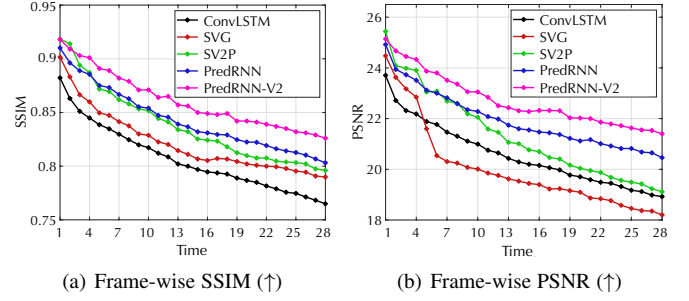 0.95
0.9
0.85
0.8
0.75
SSIM
ConvLSTM
SVG
SV2P
PredRNN
PredRNN-V2
1 4 7 10 13 16 19 22 25 28
Time
(a) Frame-wise SSIM (↑)
26
24
22
20
18
PSNR
ConvLSTM
SVG
SV2P
PredRNN
PredRNN-V2
1 4 7 10 13 16 19 22 25 28
Time
(b) Frame-wise PSNR (↑)